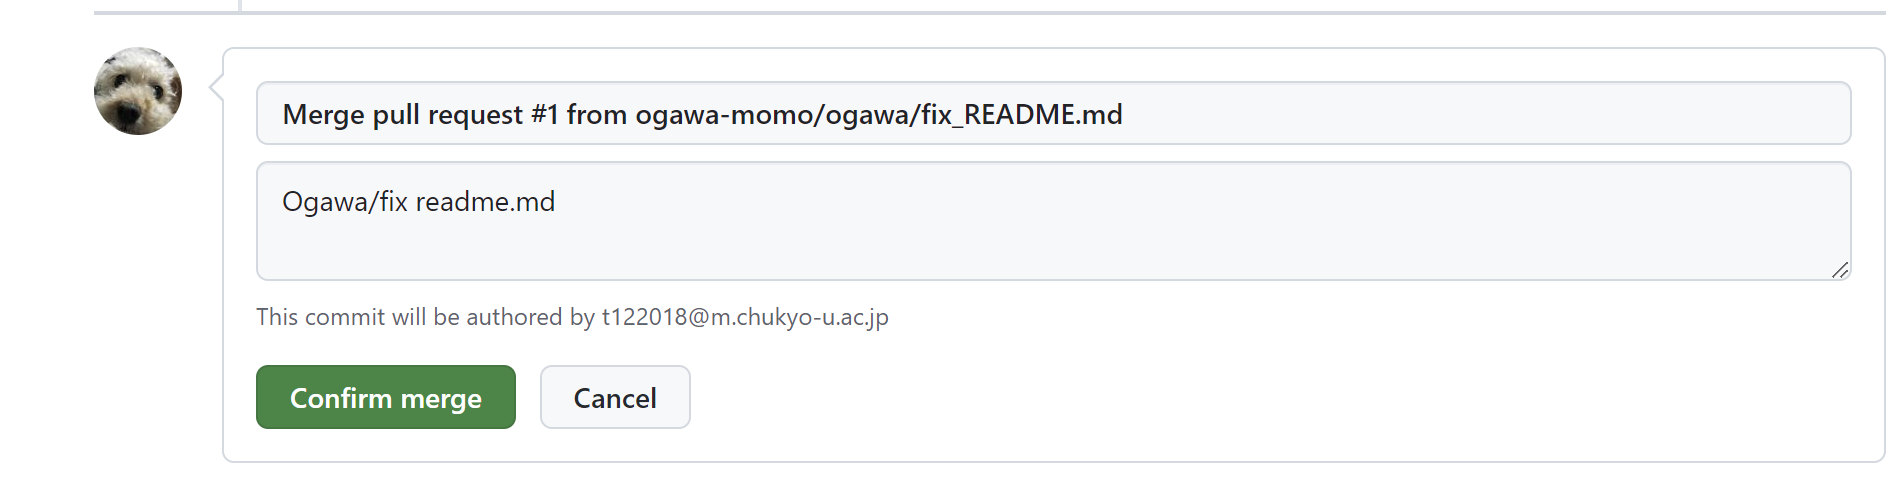 Merge pull request #1 from ogawa-momo/ogawa/fix_README.md
Ogawa/fix readme.md
This commit will be authored by t122018@m.chukyo-u.ac.jp
Confirm merge
Cancel